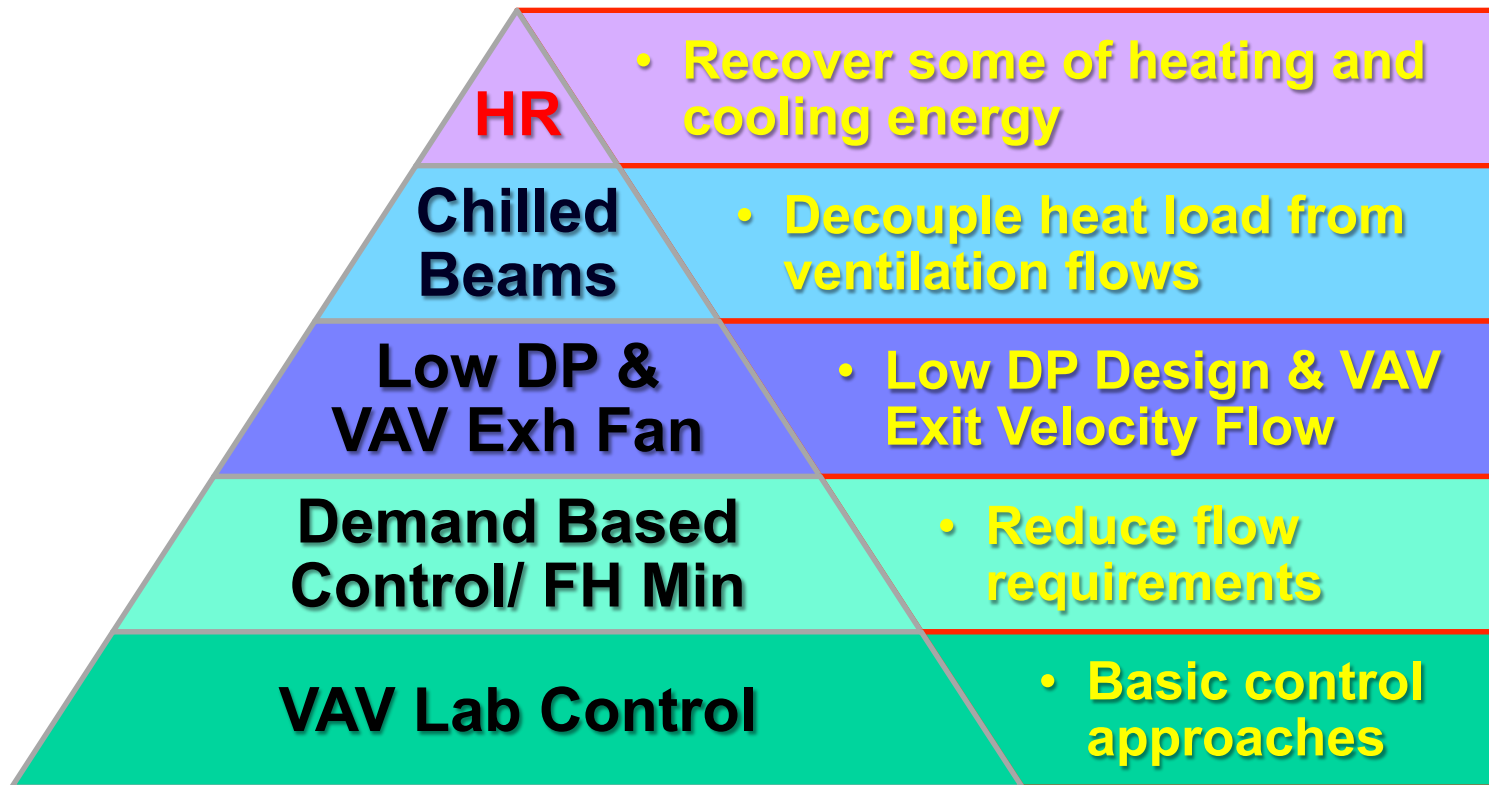 HR
• Recover some of heating and
cooling energy
Chilled
Beams
• Decouple heat load from
ventilation flows
Low DP &
VAV Exh Fan
• Low DP Design & VAV
Exit Velocity Flow
Demand Based
Control/ FH Min
• Reduce flow
requirements
VAV Lab Control
• Basic control
approaches